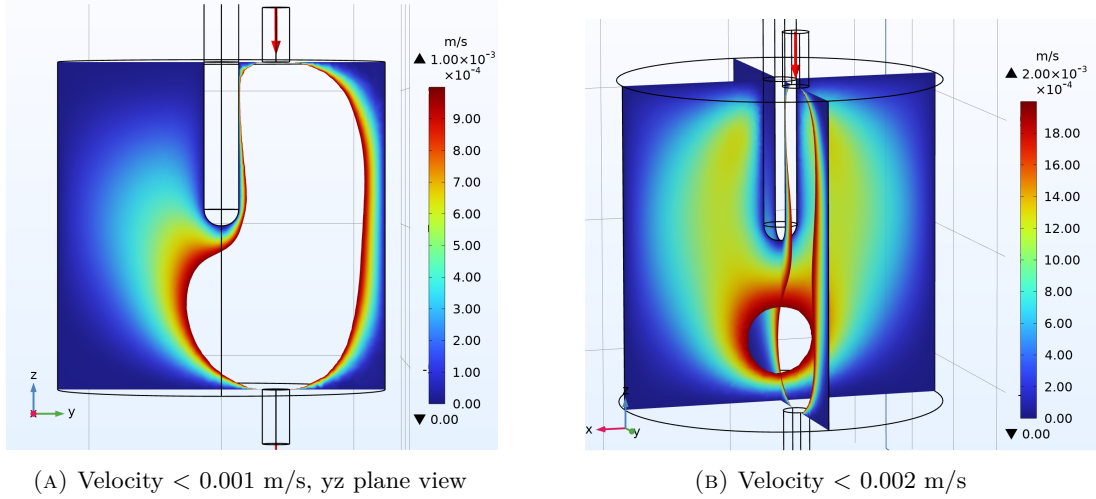 m/s
▲ 1.00×10⁻³
×10⁻⁴
9.00
8.00
7.00
6.00
5.00
4.00
3.00
2.00
1.00
0.00
▼ 0.00
z
y
m/s
▲ 2.00×10⁻³
×10⁻⁴
18.00
16.00
14.00
12.00
10.00
8.00
6.00
4.00
2.00
0.00
▼ 0.00
z
x
y
(A) Velocity < 0.001 m/s, yz plane view
(B) Velocity < 0.002 m/s